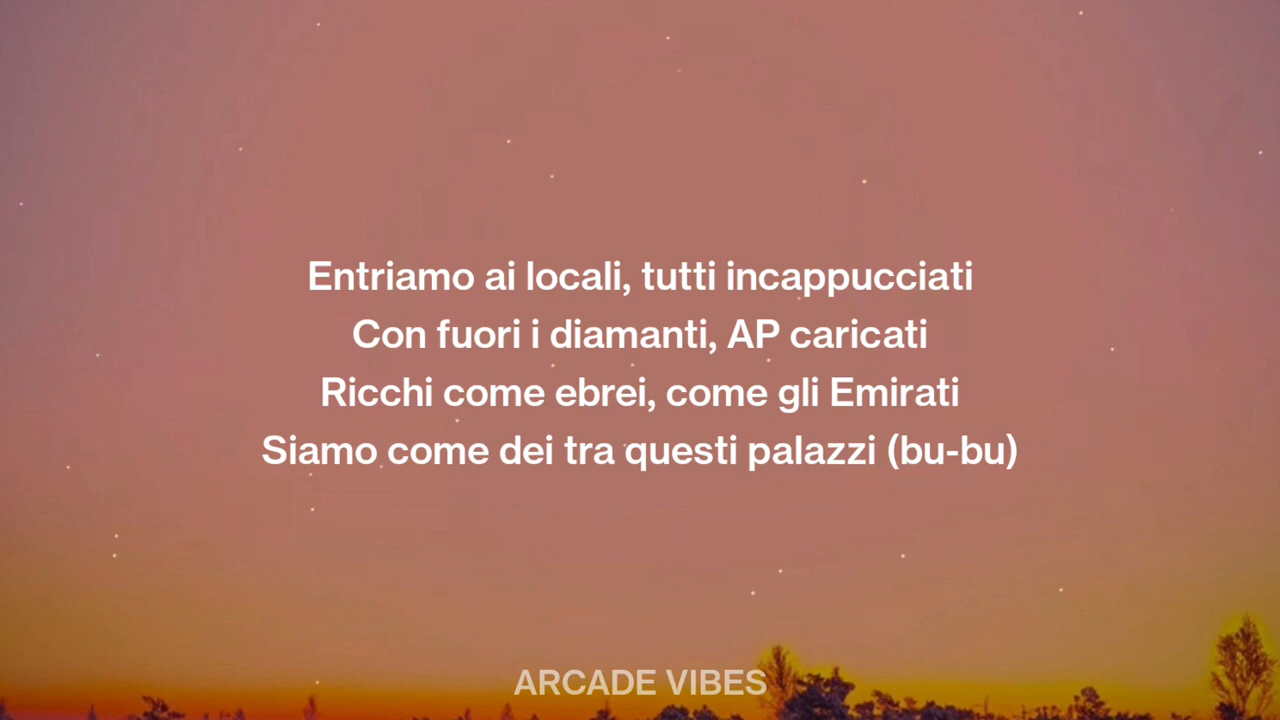 Entriamo ai locali, tutti incappucciati
Con fuori i diamanti, AP caricati
Ricchi come ebrei, come gli Emirati
Siamo come dei tra questi palazzi (bu-bu)
ARCADE VIBES